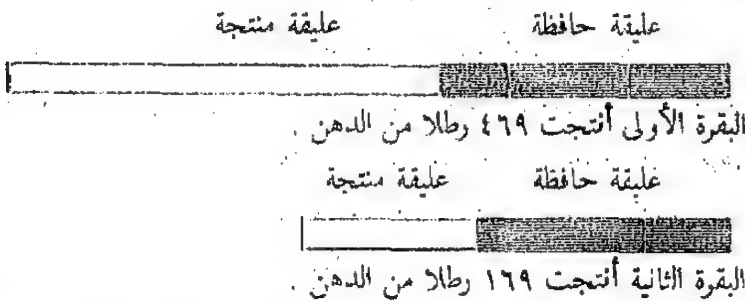 عليقة حافظة عليقة منتجة
البقرة الأولى أنتجت ٤٦٩ رطلا من الدهن .
عليقة حافظة عليقة منتجة
البقرة الثانية أنتجت ١٦٩ رطلا من الدهن .